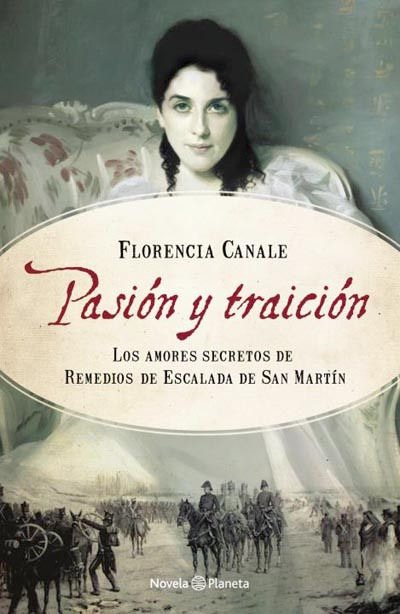 FLORENCIA CANALE
Pasión y traición
LOS AMORES SECRETOS DE
REMEDIOS DE ESCALADA DE SAN MARTÍN
Novela Planeta